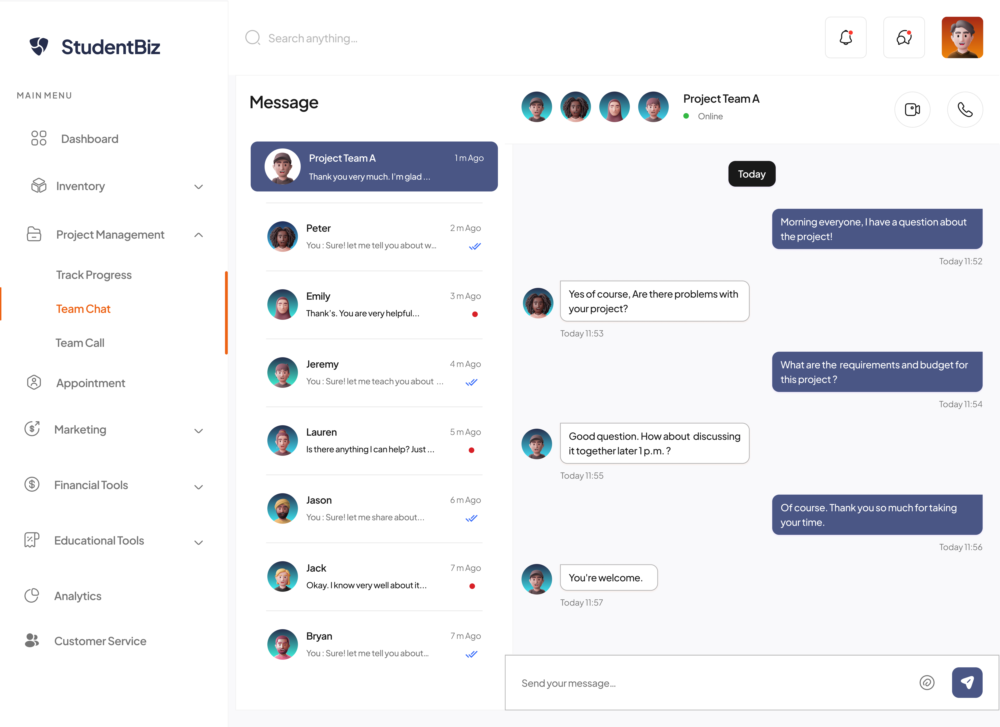 StudentBiz
MAIN MENU
Dashboard
Inventory
Project Management
Track Progress
Team Chat
Team Call
Appointment
Marketing
Financial Tools
Educational Tools
Analytics
Customer Service
Search anything...
Message
Project Team A
1 m Ago
Thank you very much. I'm glad ...
Peter
2 m Ago
You : Sure! let me tell you about w...
Emily
3 m Ago
Thank's. You are very helpful...
Jeremy
4 m Ago
You : Sure! let me teach you about ...
Lauren
5 m Ago
Is there anything I can help? Just ...
Jason
6 m Ago
You : Sure! let me share about...
Jack
7 m Ago
Okay. I know very well about it...
Bryan
7 m Ago
You : Sure! let me tell you about...
Project Team A
Online
Today
Morning everyone, I have a question about
the project!
Today 11:52
Yes of course, Are there problems with
your project?
Today 11:53
What are the requirements and budget for
this project ?
Today 11:54
Good question. How about discussing
it together later 1 p.m. ?
Today 11:55
Of course. Thank you so much for taking
your time.
Today 11:56
You're welcome.
Today 11:57
Send your message...